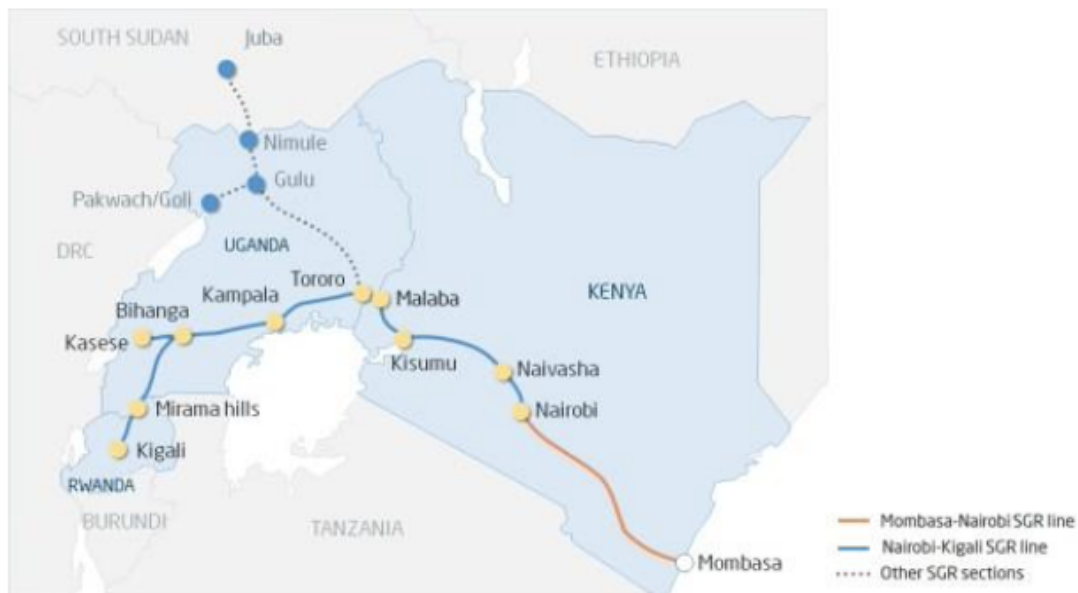 SOUTH SUDAN
Juba
ETHIOPIA
Nimule
Gulu
Pakwach/Goli
DRC
UGANDA
Tororo
Malaba
KENYA
Kampala
Bihanga
Kasese
Kisumu
Naivasha
Mirama hills
Nairobi
Kigali
RWANDA
BURUNDI
TANZANIA
Mombasa
Mombasa-Nairobi SGR line
Nairobi-Kigali SGR line
Other SGR sections